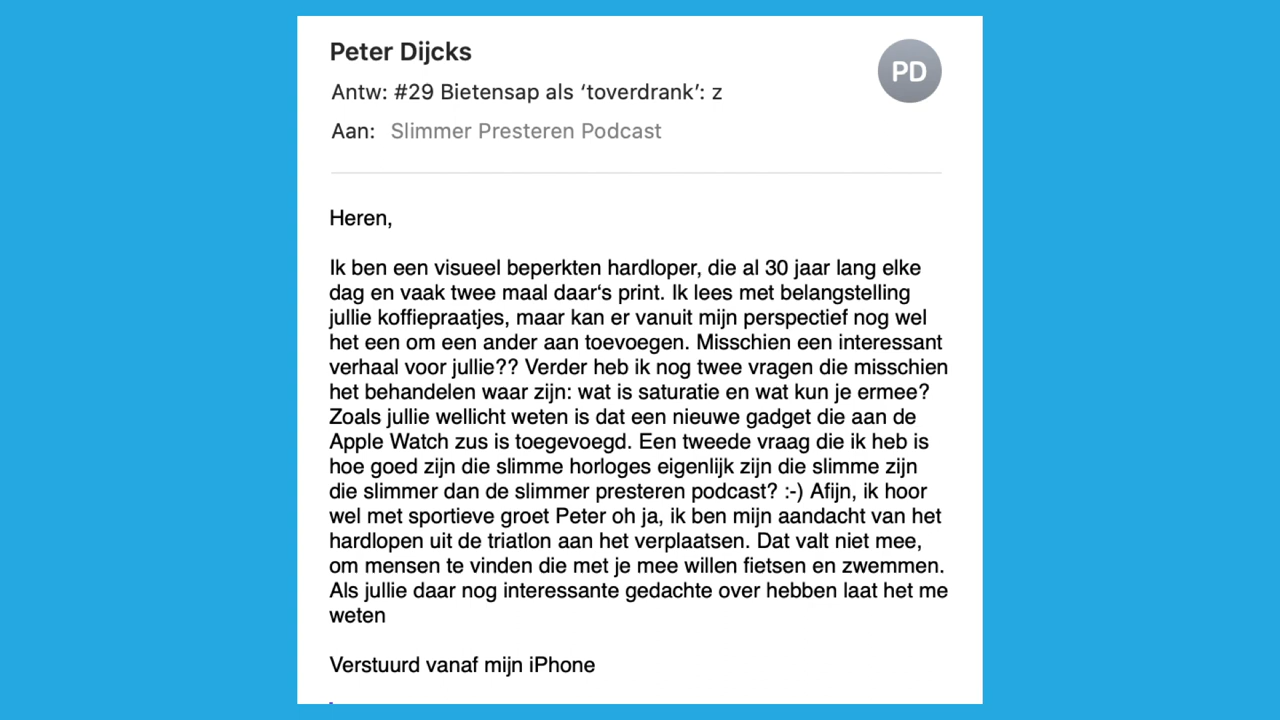 Peter Dijcks
PD
Antw: #29 Bietensap als ‘toverdrank’: z
Aan: Slimmer Presteren Podcast
Heren,
Ik ben een visueel beperkten hardloper, die al 30 jaar lang elke
dag en vaak twee maal daar‘s print. Ik lees met belangstelling
jullie koffiepraatjes, maar kan er vanuit mijn perspectief nog wel
het een om een ander aan toevoegen. Misschien een interessant
verhaal voor jullie?? Verder heb ik nog twee vragen die misschien
het behandelen waar zijn: wat is saturatie en wat kun je ermee?
Zoals jullie wellicht weten is dat een nieuwe gadget die aan de
Apple Watch zus is toegevoegd. Een tweede vraag die ik heb is
hoe goed zijn die slimme horloges eigenlijk zijn die slimme zijn
die slimmer dan de slimmer presteren podcast? :-) Afijn, ik hoor
wel met sportieve groet Peter oh ja, ik ben mijn aandacht van het
hardlopen uit de triatlon aan het verplaatsen. Dat valt niet mee,
om mensen te vinden die met je mee willen fietsen en zwemmen.
Als jullie daar nog interessante gedachte over hebben laat het me
weten
Verstuurd vanaf mijn iPhone